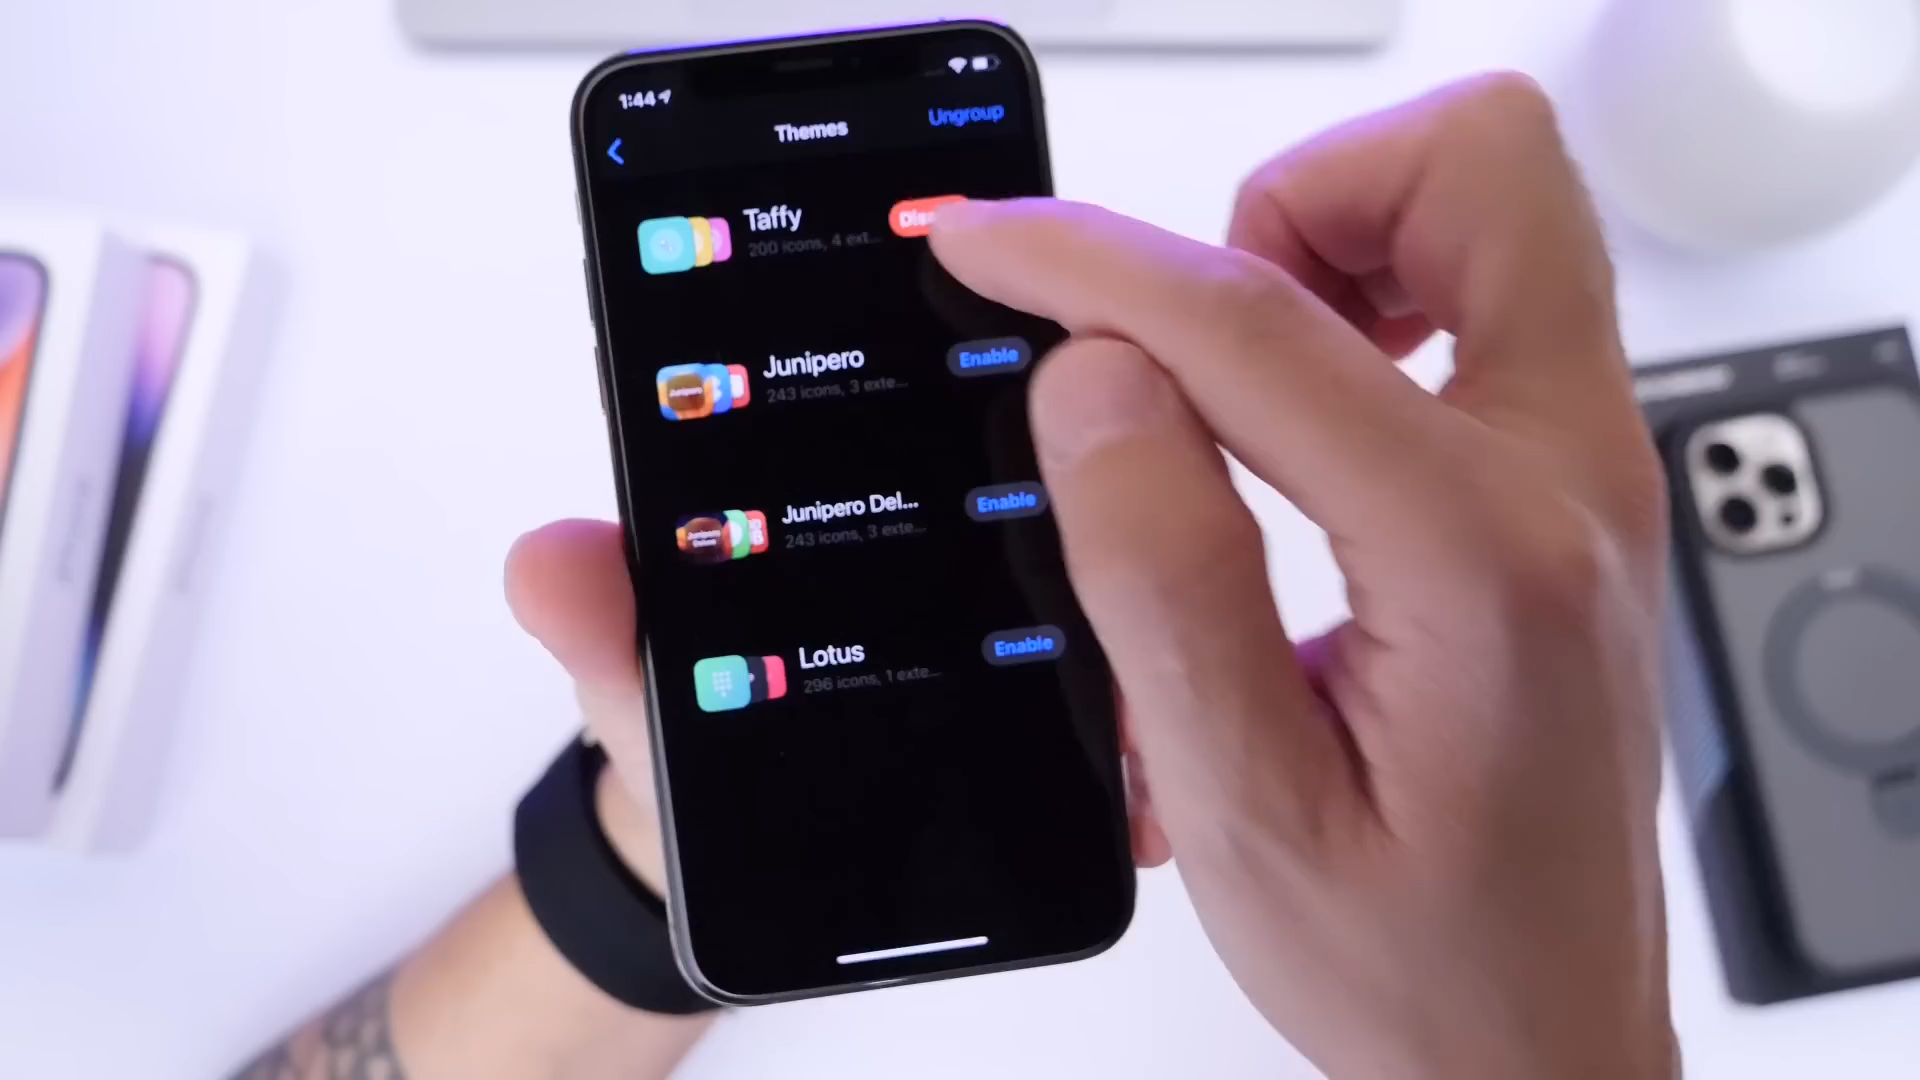 1:44
Themes
Ungroup
Taffy
200 icons, 4 ext...
Junipero
243 icons, 3 exte...
Enable
Junipero Del...
243 icons, 3 exte...
Enable
Lotus
296 icons, 1 exte...
Enable